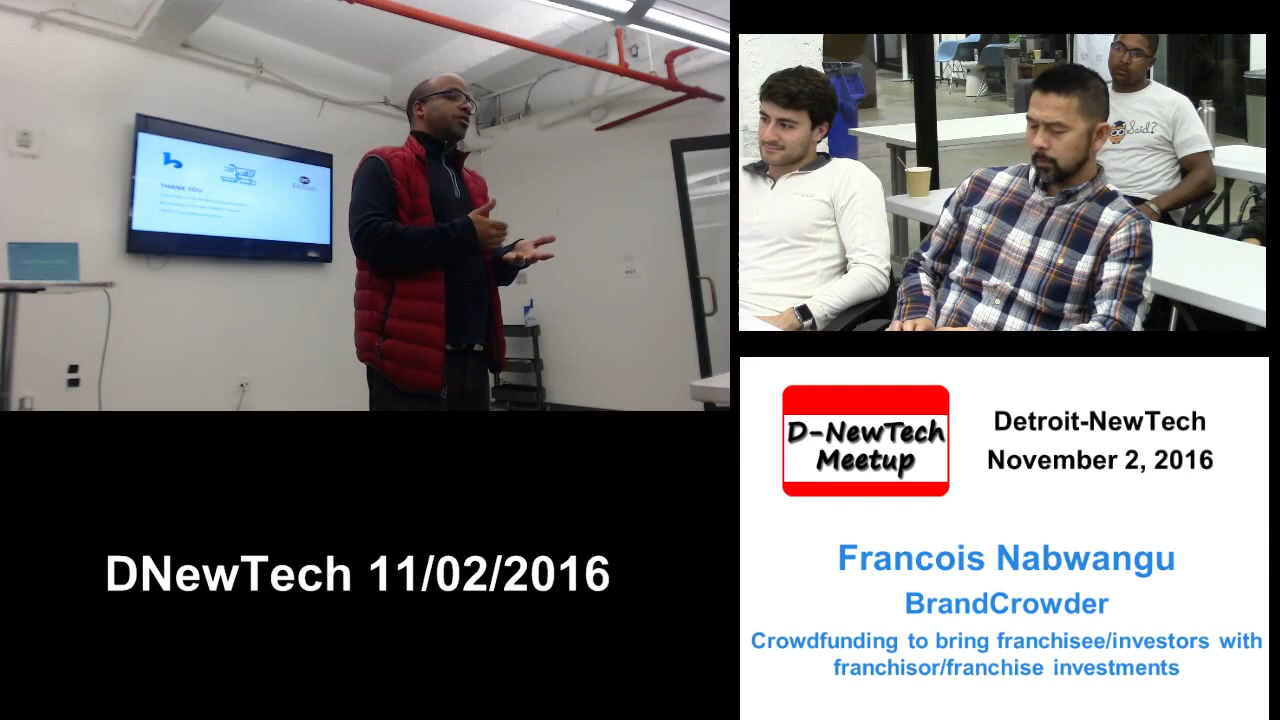 THANK YOU
Said?
D-NewTech
Meetup
Detroit-NewTech
November 2, 2016
DNewTech 11/02/2016
Francois Nabwangu
BrandCrowder
Crowdfunding to bring franchisee/investors with
franchisor/franchise investments